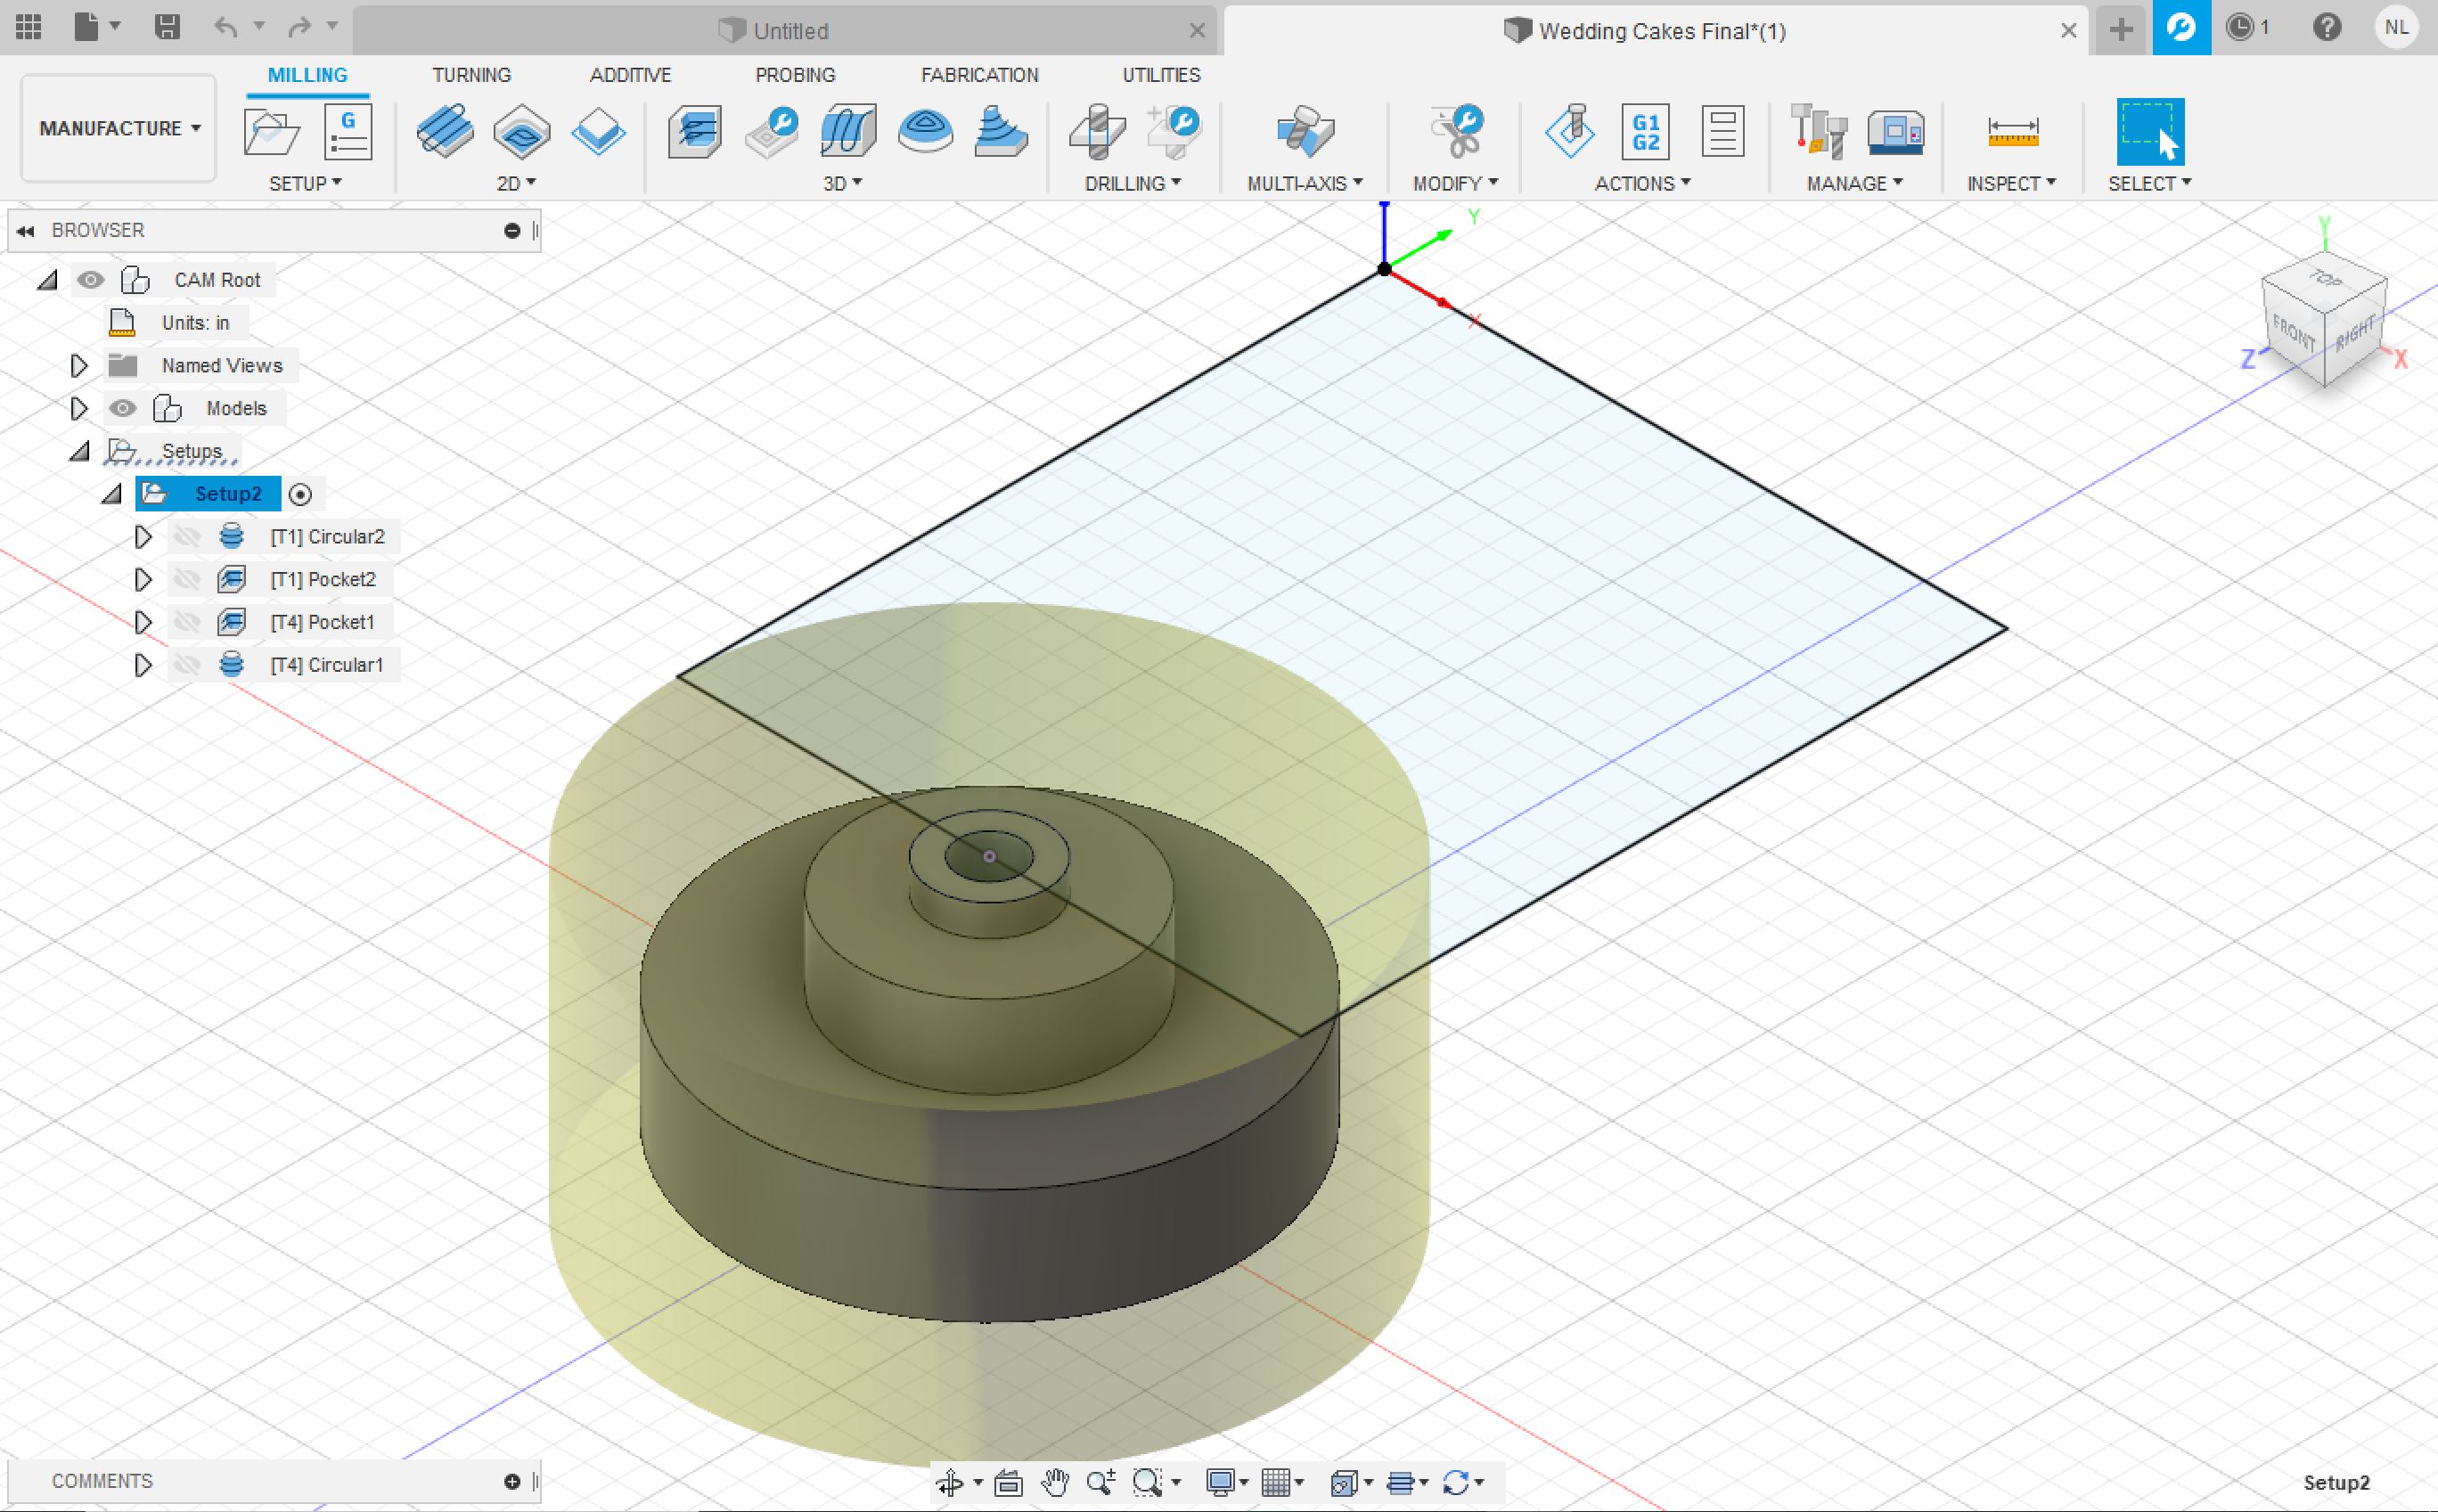 Untitled
Wedding Cakes Final*(1)
1
NL
MANUFACTURE
MILLING
TURNING
ADDITIVE
PROBING
FABRICATION
UTILITIES
G
G1
G2
SETUP
2D
3D
DRILLING
MULTI-AXIS
MODIFY
ACTIONS
MANAGE
INSPECT
SELECT
BROWSER
CAM Root
Units: in
Named Views
Models
Setups
Setup2
[T1] Circular2
[T1] Pocket2
[T4] Pocket1
[T4] Circular1
Y
X
Y
TOP
FRONT
RIGHT
Z
X
COMMENTS
Setup2